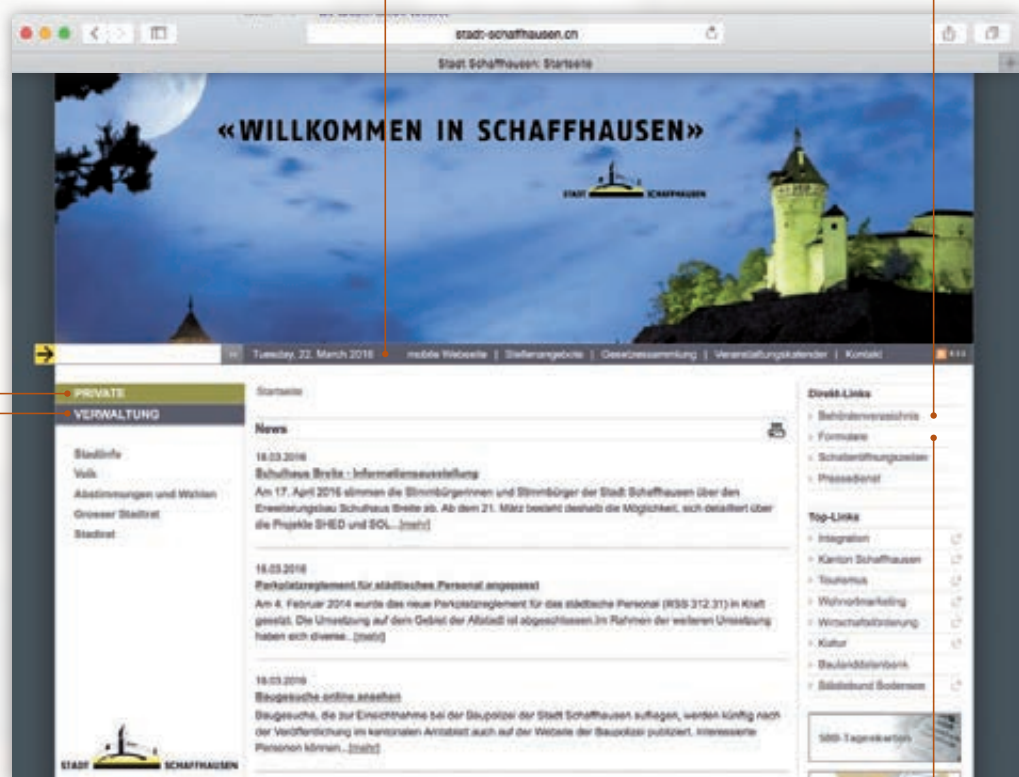 stadt-schaffhausen.ch
Stadt Schaffhausen: Startseite
«WILLKOMMEN IN SCHAFFHAUSEN»
STADT SCHAFFHAUSEN
Tuesday, 22. March 2016 mobile Webseite | Stellenangebote | Gesetzessammlung | Veranstaltungskalender | Kontakt
PRIVATE
VERWALTUNG
Stadtinfo
Volk
Abstimmungen und Wahlen
Grosser Stadtrat
Stadtrat
STADT SCHAFFHAUSEN
Startseite
News
18.03.2016
Schulhaus Breite - Informationsausstellung
Am 17. April 2016 stimmen die Stimmbürgerinnen und Stimmbürger der Stadt Schaffhausen über den
Erweiterungsbau Schulhaus Breite ab. Ab dem 21. März besteht deshalb die Möglichkeit, sich detailliert über
die Projekte SHED und SOL...[mehr]
18.03.2016
Parkplatzreglement für städtisches Personal angepasst
Am 4. Februar 2014 wurde das neue Parkplatzreglement für das städtische Personal (RSS 312.31) in Kraft
gesetzt. Die Umsetzung auf dem Gebiet der Altstadt ist abgeschlossen.Im Rahmen der weiteren Umsetzung
haben sich diverse...[mehr]
18.03.2016
Baugesuche online ansehen
Baugesuche, die zur Einsichtnahme bei der Baupolizei der Stadt Schaffhausen aufliegen, werden künftig nach
der Veröffentlichung im kantonalen Amtsblatt auch auf der Website der Baupolizei publiziert. Interessierte
Personen können...[mehr]
Direkt-Links
Behördenverzeichnis
Formulare
Schalteröffnungszeiten
Pressedienst
Top-Links
Integration
Kanton Schaffhausen
Tourismus
Wohnortmarketing
Wirtschaftsförderung
Kultur
Baulanddatenbank
Städtebund Bodensee
SBB-Tageskarten